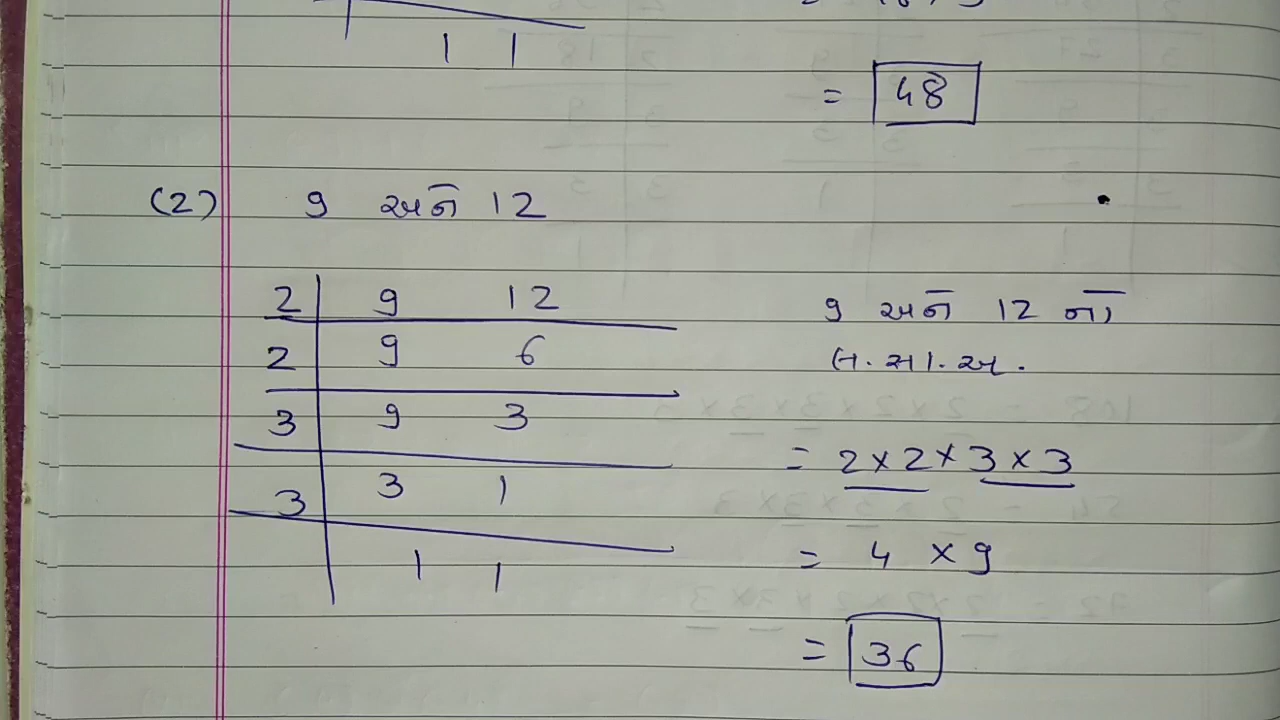 1 1
= 48
(2) 9 અને 12
2 9 12
2 9 6
3 9 3
3 3 1
1 1
9 અને 12 નો
લ. સા. અ.
= 2 × 2 × 3 × 3
= 4 × 9
= 36